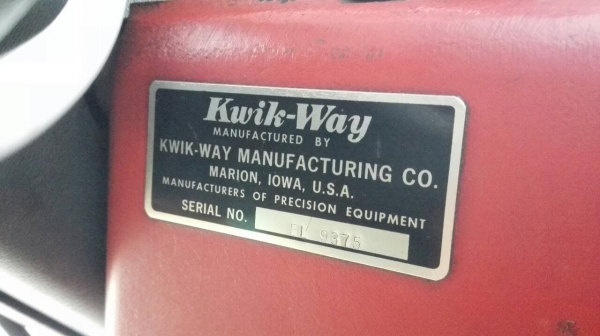 Kwik-Way
MANUFACTURED BY
KWIK-WAY MANUFACTURING CO.
MARION, IOWA, U.S.A.
MANUFACTURERS OF PRECISION EQUIPMENT
SERIAL NO. 9375